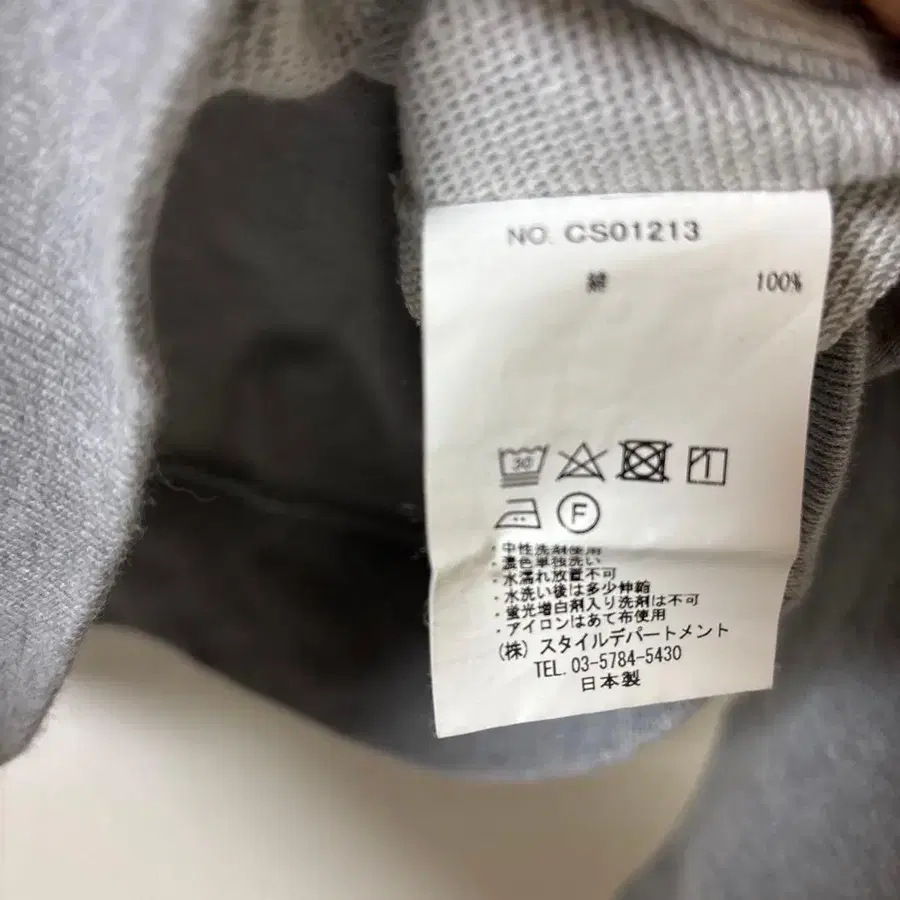 NO. CS01213
綿 100%
30
F
・中性洗剤使用
・濃色単独洗い
・水濡れ放置不可
・水洗い後は多少伸縮
・蛍光増白剤入り洗剤は不可
・アイロンはあて布使用
(株) スタイルデパートメント
TEL. 03-5784-5430
日本製